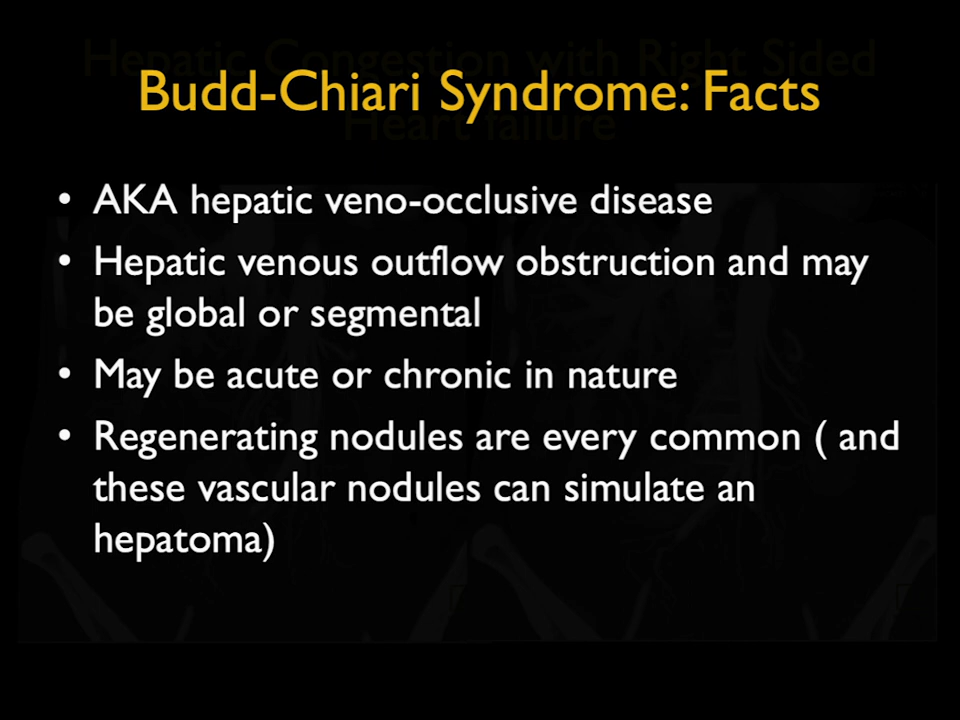 Hepatic Congestion with Right Sided
Heart failure
Budd-Chiari Syndrome: Facts
• AKA hepatic veno-occlusive disease
• Hepatic venous outflow obstruction and may
be global or segmental
• May be acute or chronic in nature
• Regenerating nodules are every common ( and
these vascular nodules can simulate an
hepatoma)